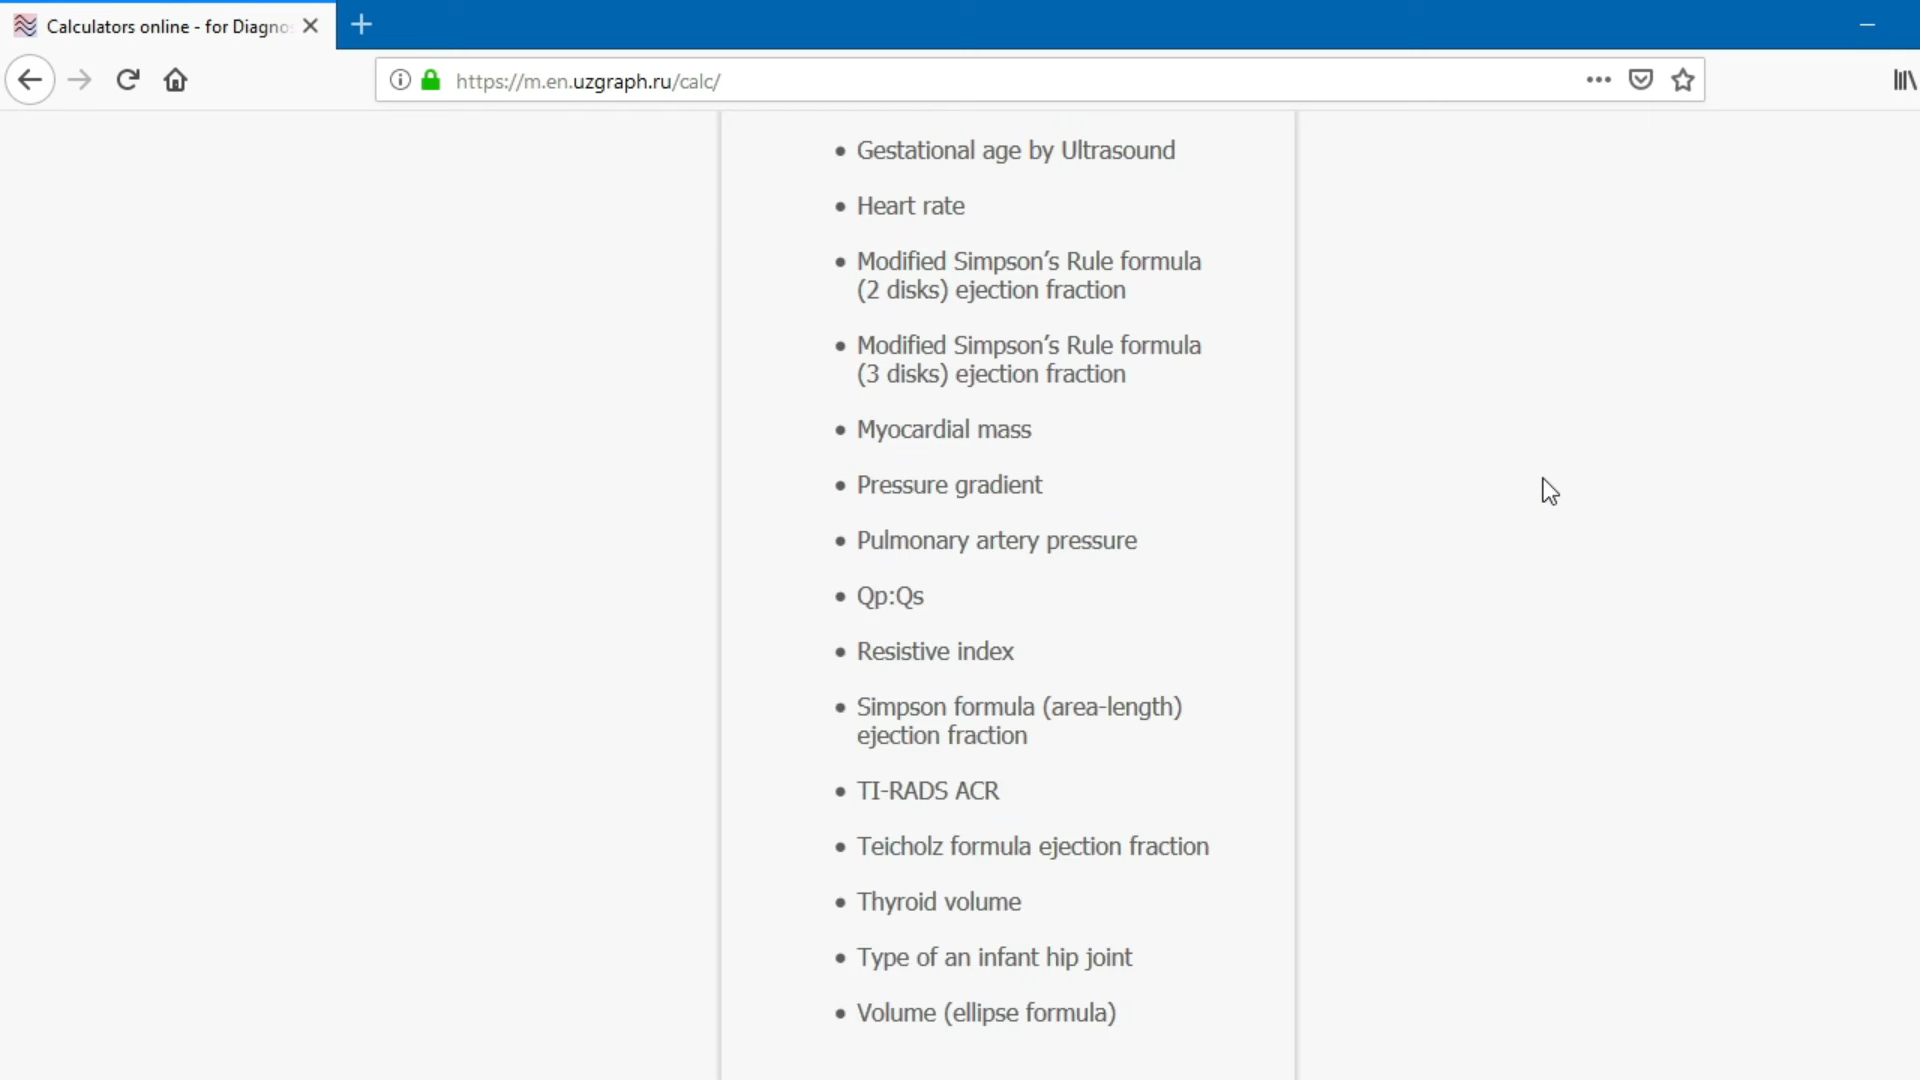 Calculators online - for Diagno
https://m.en.uzgraph.ru/calc/
• Gestational age by Ultrasound
• Heart rate
• Modified Simpson’s Rule formula
(2 disks) ejection fraction
• Modified Simpson’s Rule formula
(3 disks) ejection fraction
• Myocardial mass
• Pressure gradient
• Pulmonary artery pressure
• Qp:Qs
• Resistive index
• Simpson formula (area-length)
ejection fraction
• TI-RADS ACR
• Teicholz formula ejection fraction
• Thyroid volume
• Type of an infant hip joint
• Volume (ellipse formula)